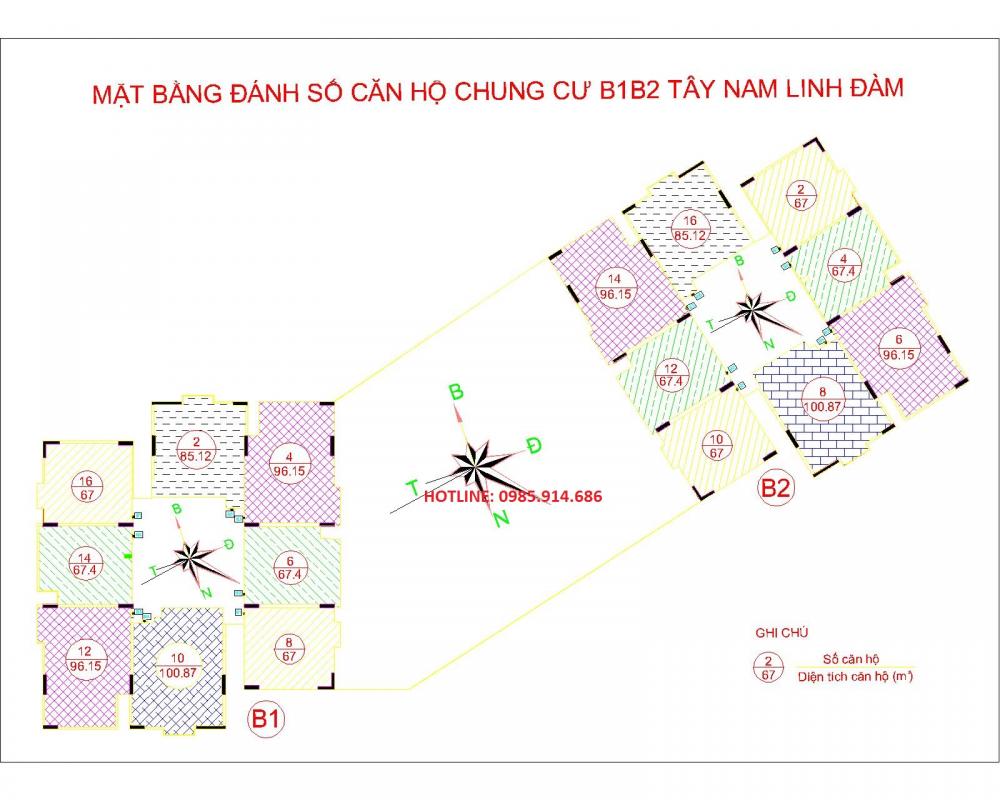 MẶT BẰNG ĐÁNH SỐ CĂN HỘ CHUNG CƯ B1B2 TÂY NAM LINH ĐÀM
2
67
16
85.12
4
67.4
14
96.15
B
Đ
T
N
6
96.15
12
67.4
8
100.87
10
67
B2
B
Đ
T
N
HOTLINE: 0985.914.686
2
85.12
4
96.15
16
67
B
Đ
T
N
14
67.4
6
67.4
8
67
12
96.15
10
100.87
B1
GHI CHÚ
2
67
Số căn hộ
Diện tích căn hộ (m²)